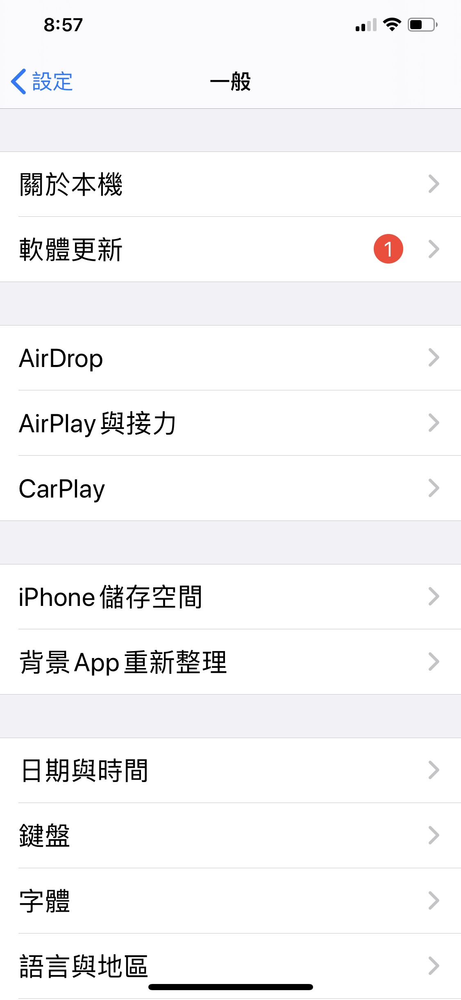 8:57
設定
一般
關於本機
軟體更新
1
AirDrop
AirPlay與接力
CarPlay
iPhone儲存空間
背景App重新整理
日期與時間
鍵盤
字體
語言與地區